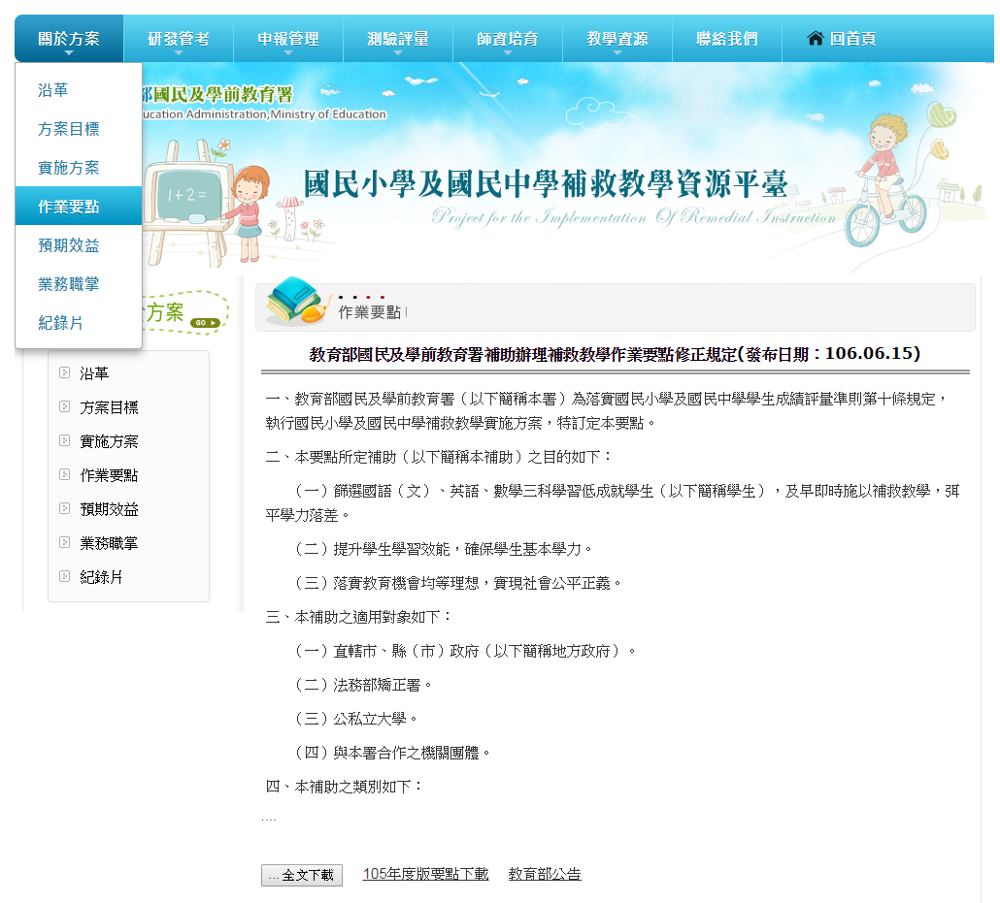 關於方案 研發管考 申報管理 測驗評量 師資培育 教學資源 聯絡我們 回首頁
沿革
方案目標
實施方案
作業要點
預期效益
業務職掌
紀錄片
部國民及學前教育署
ucation Administration,Ministry of Education
1+2=
國民小學及國民中學補救教學資源平臺
Project for the Implementation Of Remedial Instruction
方案 GO
沿革
方案目標
實施方案
作業要點
預期效益
業務職掌
紀錄片
作業要點
教育部國民及學前教育署補助辦理補救教學作業要點修正規定(發布日期：106.06.15)
一、教育部國民及學前教育署（以下簡稱本署）為落實國民小學及國民中學學生成績評量準則第十條規定，
執行國民小學及國民中學補救教學實施方案，特訂定本要點。
二、本要點所定補助（以下簡稱本補助）之目的如下：
（一）篩選國語（文）、英語、數學三科學習低成就學生（以下簡稱學生），及早即時施以補救教學，弭
平學力落差。
（二）提升學生學習效能，確保學生基本學力。
（三）落實教育機會均等理想，實現社會公平正義。
三、本補助之適用對象如下：
（一）直轄市、縣（市）政府（以下簡稱地方政府）。
（二）法務部矯正署。
（三）公私立大學。
（四）與本署合作之機關團體。
四、本補助之類別如下：
....
... 全文下載 105年度版要點下載 教育部公告